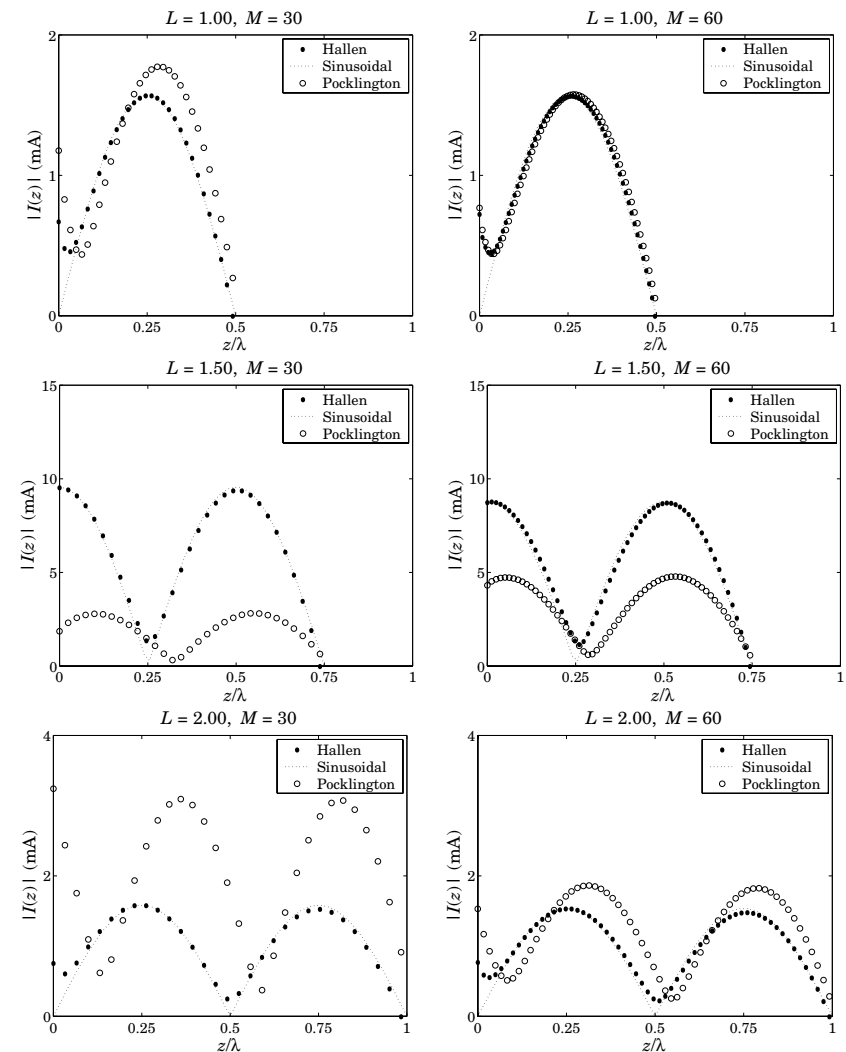 L = 1.00, M = 30
2
1
0
|I(z)| (mA)
Hallen
Sinusoidal
Pocklington
0 0.25 0.5 0.75 1
z/λ
L = 1.00, M = 60
2
1
0
|I(z)| (mA)
Hallen
Sinusoidal
Pocklington
0 0.25 0.5 0.75 1
z/λ
L = 1.50, M = 30
15
10
5
0
|I(z)| (mA)
Hallen
Sinusoidal
Pocklington
0 0.25 0.5 0.75 1
z/λ
L = 1.50, M = 60
15
10
5
0
|I(z)| (mA)
Hallen
Sinusoidal
Pocklington
0 0.25 0.5 0.75 1
z/λ
L = 2.00, M = 30
4
2
0
|I(z)| (mA)
Hallen
Sinusoidal
Pocklington
0 0.25 0.5 0.75 1
z/λ
L = 2.00, M = 60
4
2
0
|I(z)| (mA)
Hallen
Sinusoidal
Pocklington
0 0.25 0.5 0.75 1
z/λ